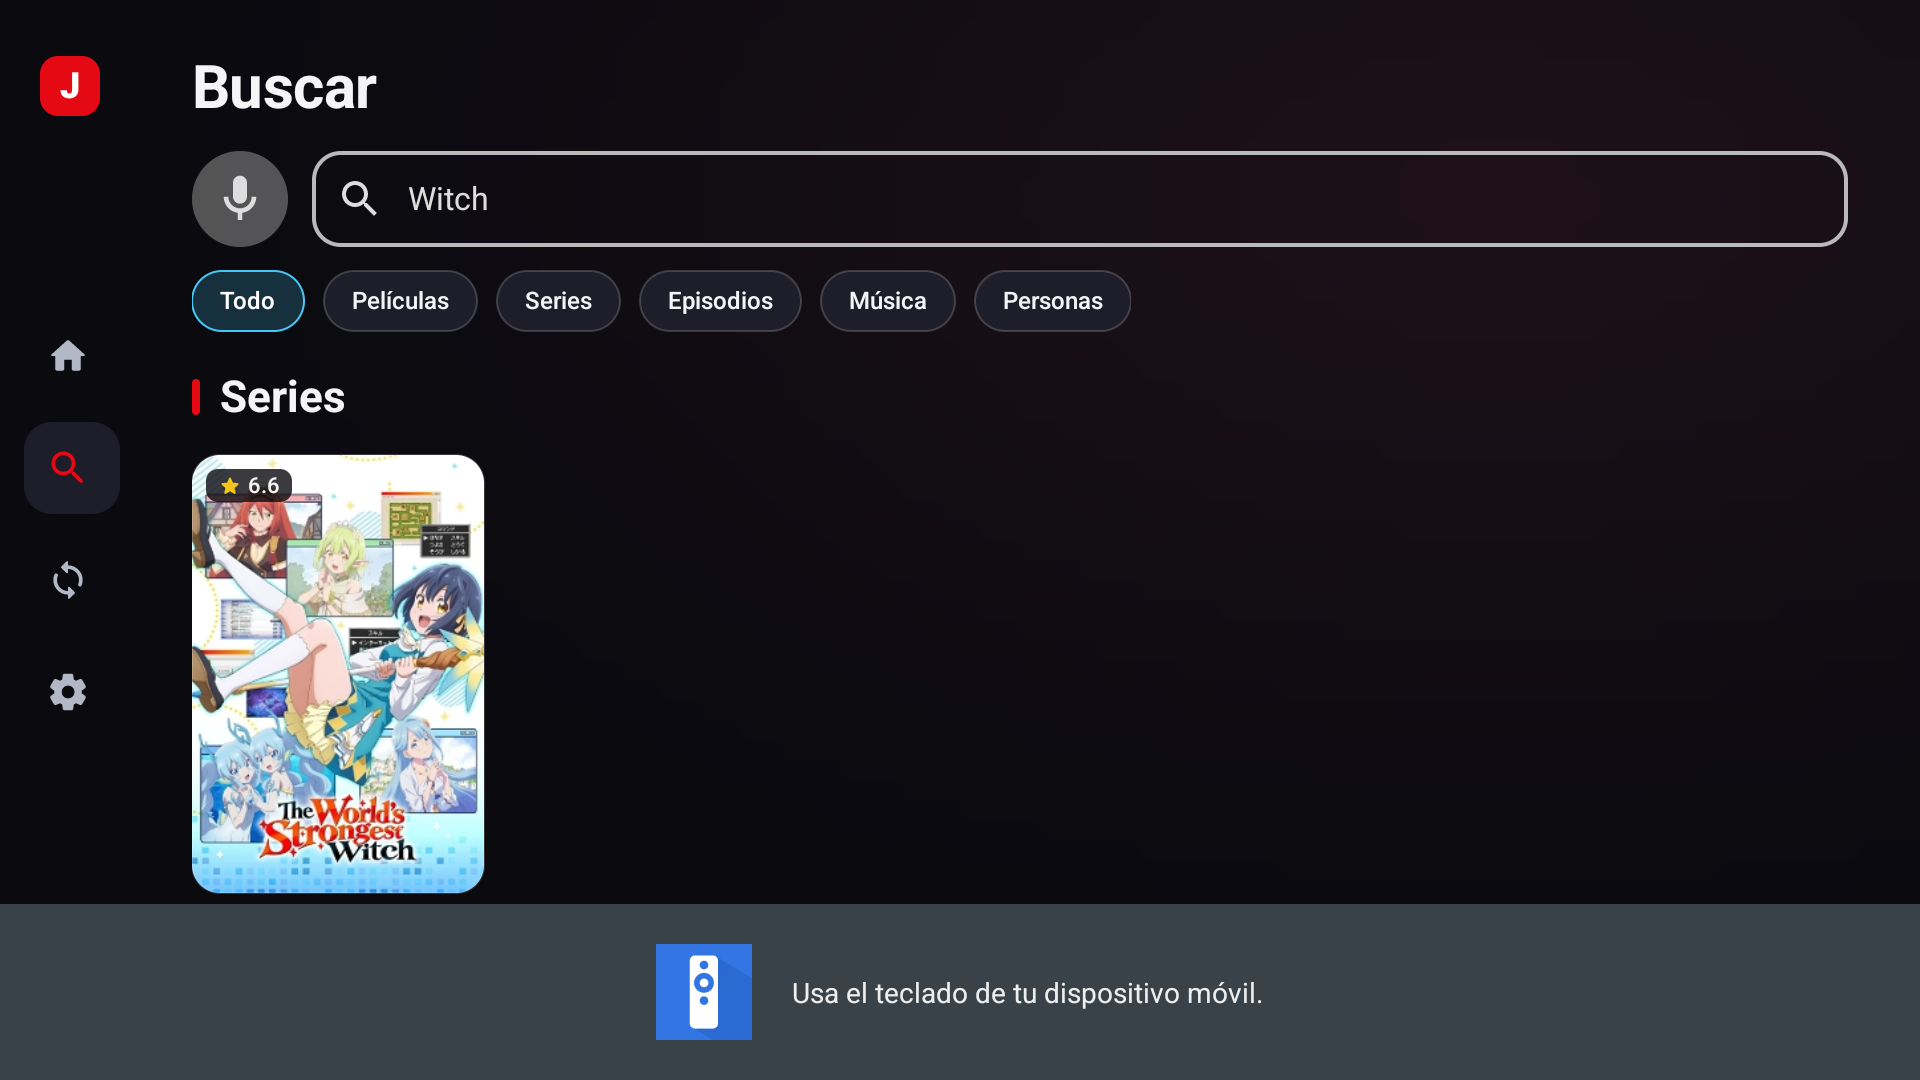 J
Buscar
Witch
Todo
Películas
Series
Episodios
Música
Personas
Series
6.6
The World's
Strongest
Witch
Usa el teclado de tu dispositivo móvil.